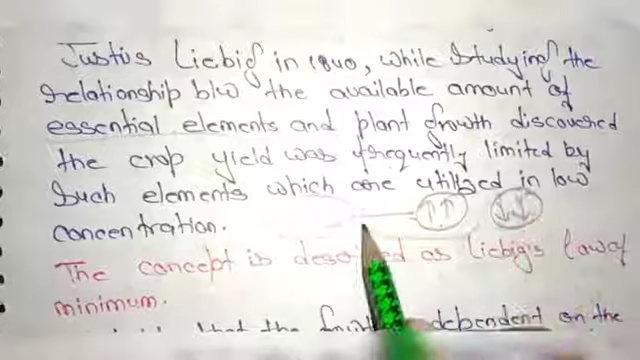 Justus Liebig in 1840, while studying the
relationship b/w the available amount of
essential elements and plant growth discovered
the crop yield was frequently limited by
such elements which are utilized in low
concentration. ↑↑ ↓↓
The concept is described as Liebig's law of
minimum.
that the dependent on the